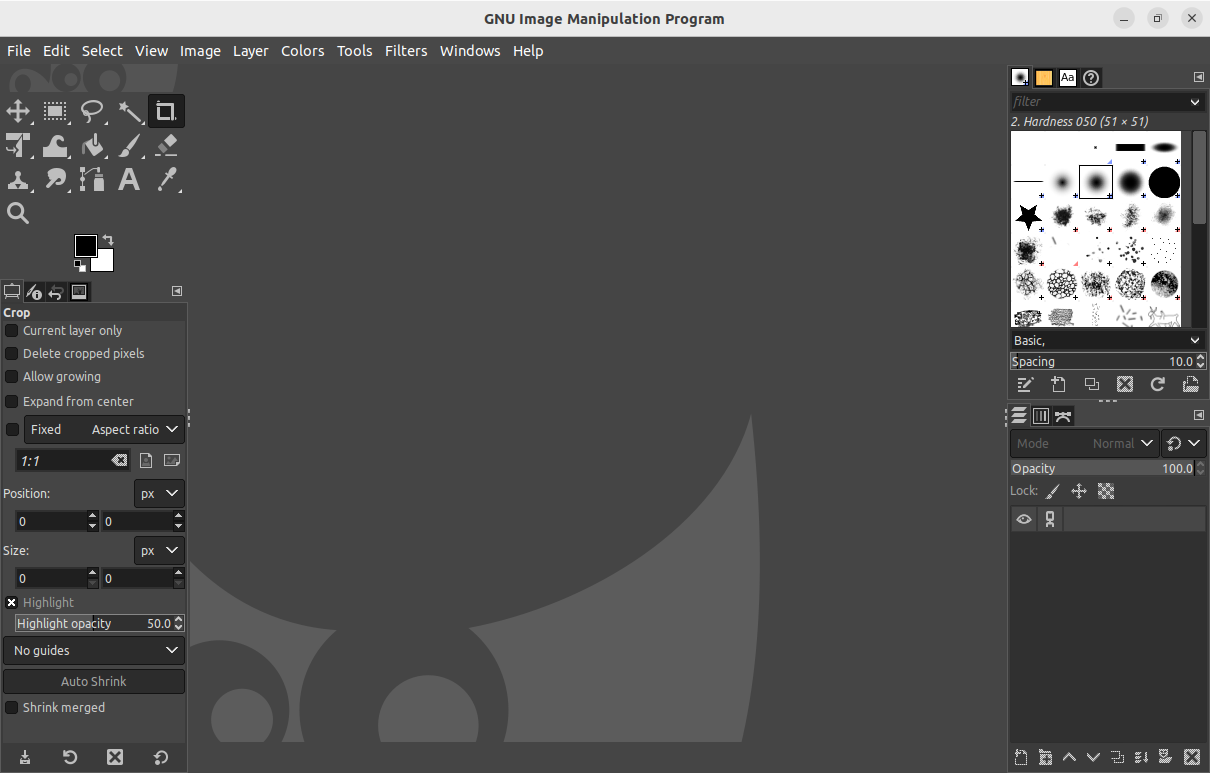 GNU Image Manipulation Program
File Edit Select View Image Layer Colors Tools Filters Windows Help
Aa
filter
2. Hardness 050 (51 × 51)
Basic,
Spacing 10.0
Mode Normal
Opacity 100.0
Lock:
Crop
Current layer only
Delete cropped pixels
Allow growing
Expand from center
Fixed Aspect ratio
1:1
Position: px
0 0
Size: px
0 0
Highlight
Highlight opacity 50.0
No guides
Auto Shrink
Shrink merged